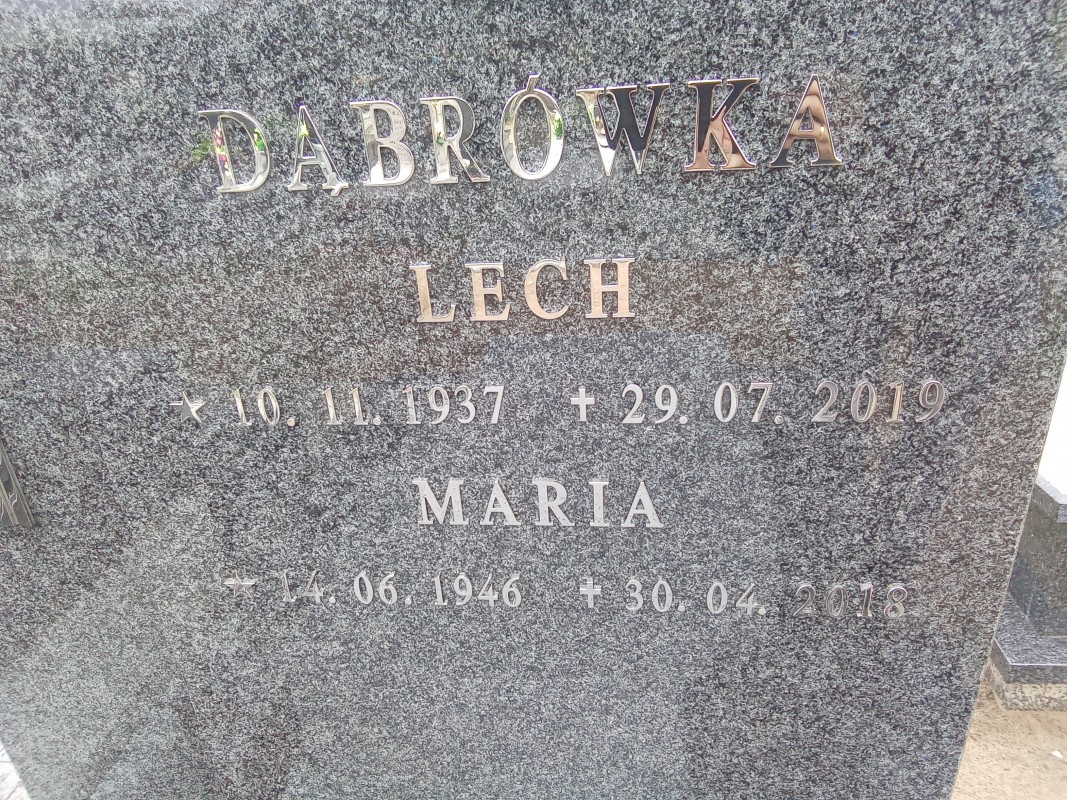 DĄBRÓWKA
LECH
★ 10. 11. 1937 ✝ 29. 07. 2019
MARIA
★ 14. 06. 1946 ✝ 30. 04. 2018